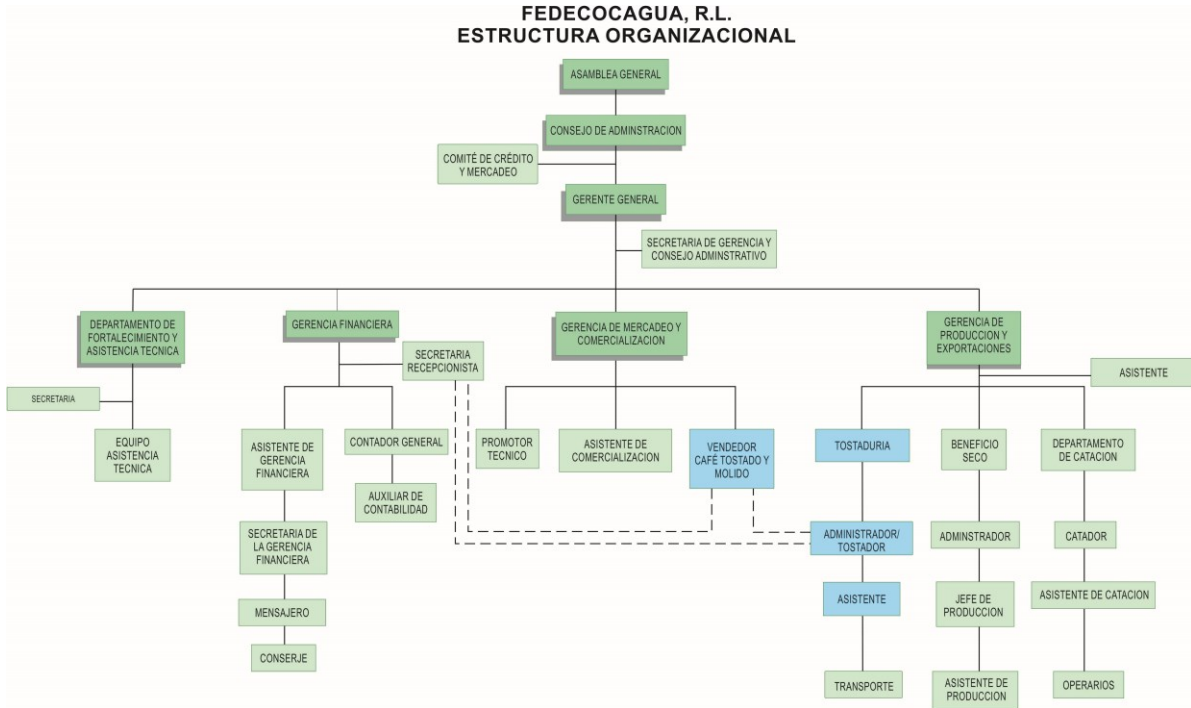 FEDECOCAGUA, R.L.
ESTRUCTURA ORGANIZACIONAL
ASAMBLEA GENERAL
CONSEJO DE ADMINSTRACION
COMITÉ DE CRÉDITO
Y MERCADEO
GERENTE GENERAL
SECRETARIA DE GERENCIA Y
CONSEJO ADMINSTRATIVO
DEPARTAMENTO DE
FORTALECIMIENTO Y
ASISTENCIA TECNICA
GERENCIA FINANCIERA
GERENCIA DE MERCADEO Y
COMERCIALIZACION
GERENCIA DE
PRODUCCION Y
EXPORTACIONES
SECRETARIA
RECEPCIONISTA
ASISTENTE
SECRETARIA
EQUIPO
ASISTENCIA
TECNICA
ASISTENTE DE
GERENCIA
FINANCIERA
CONTADOR GENERAL
PROMOTOR
TECNICO
ASISTENTE DE
COMERCIALIZACION
VENDEDOR
CAFÉ TOSTADO Y
MOLIDO
TOSTADURIA
BENEFICIO
SECO
DEPARTAMENTO
DE CATACION
AUXILIAR DE
CONTABILIDAD
SECRETARIA DE
LA GERENCIA
FINANCIERA
ADMINISTRADOR/
TOSTADOR
ADMINSTRADOR
CATADOR
MENSAJERO
ASISTENTE
JEFE DE
PRODUCCION
ASISTENTE DE CATACION
CONSERJE
TRANSPORTE
ASISTENTE DE
PRODUCCION
OPERARIOS